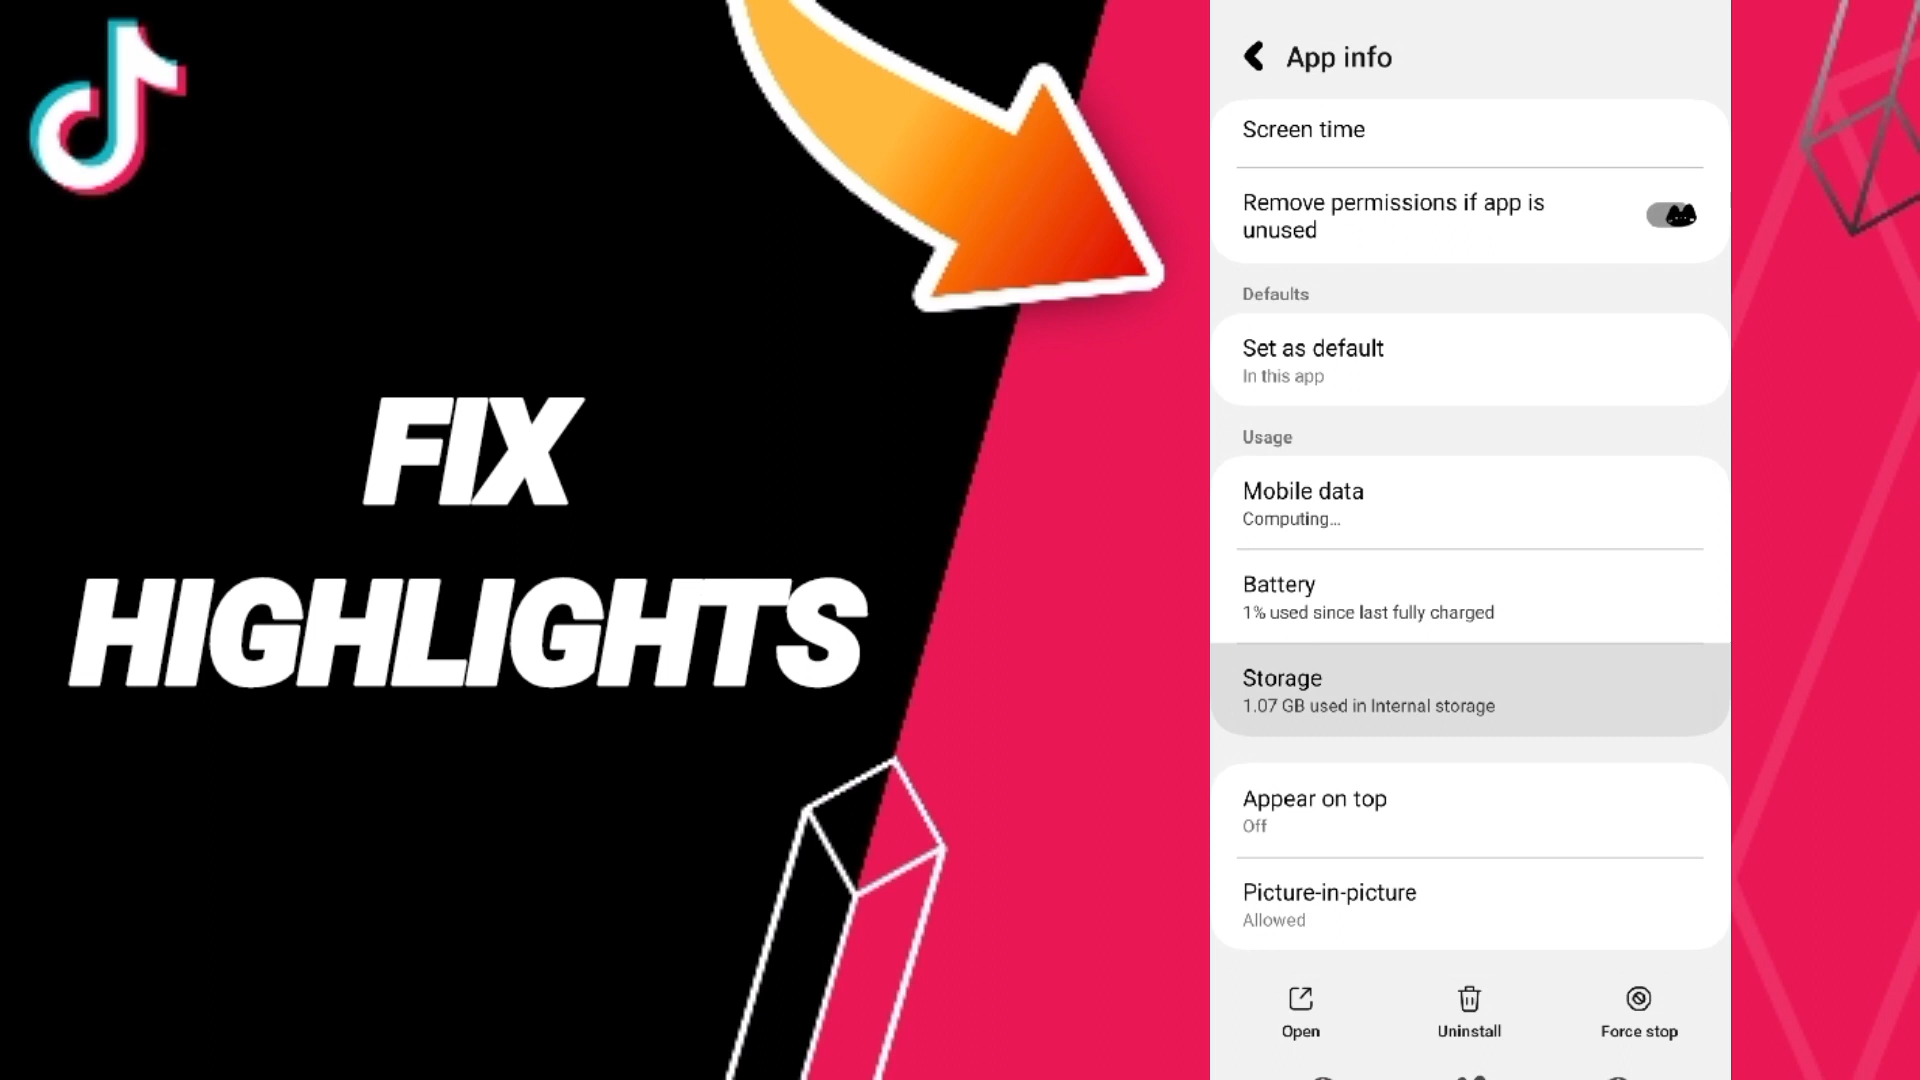 FIX
HIGHLIGHTS
App info
Screen time
Remove permissions if app is
unused
Defaults
Set as default
In this app
Usage
Mobile data
Computing...
Battery
1% used since last fully charged
Storage
1.07 GB used in Internal storage
Appear on top
Off
Picture-in-picture
Allowed
Open
Uninstall
Force stop